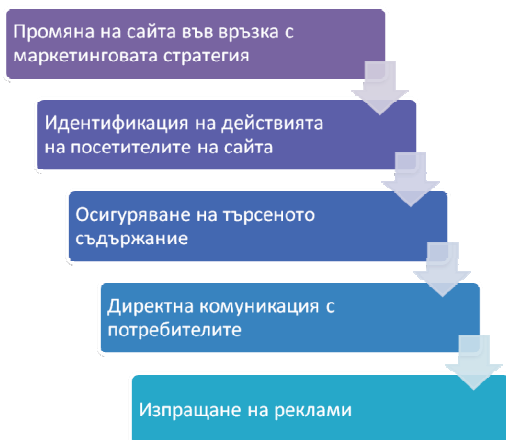 Промяна на сайта във връзка с
маркетинговата стратегия
Идентификация на действията
на посетителите на сайта
Осигуряване на търсеното
съдържание
Директна комуникация с
потребителите
Изпращане на реклами